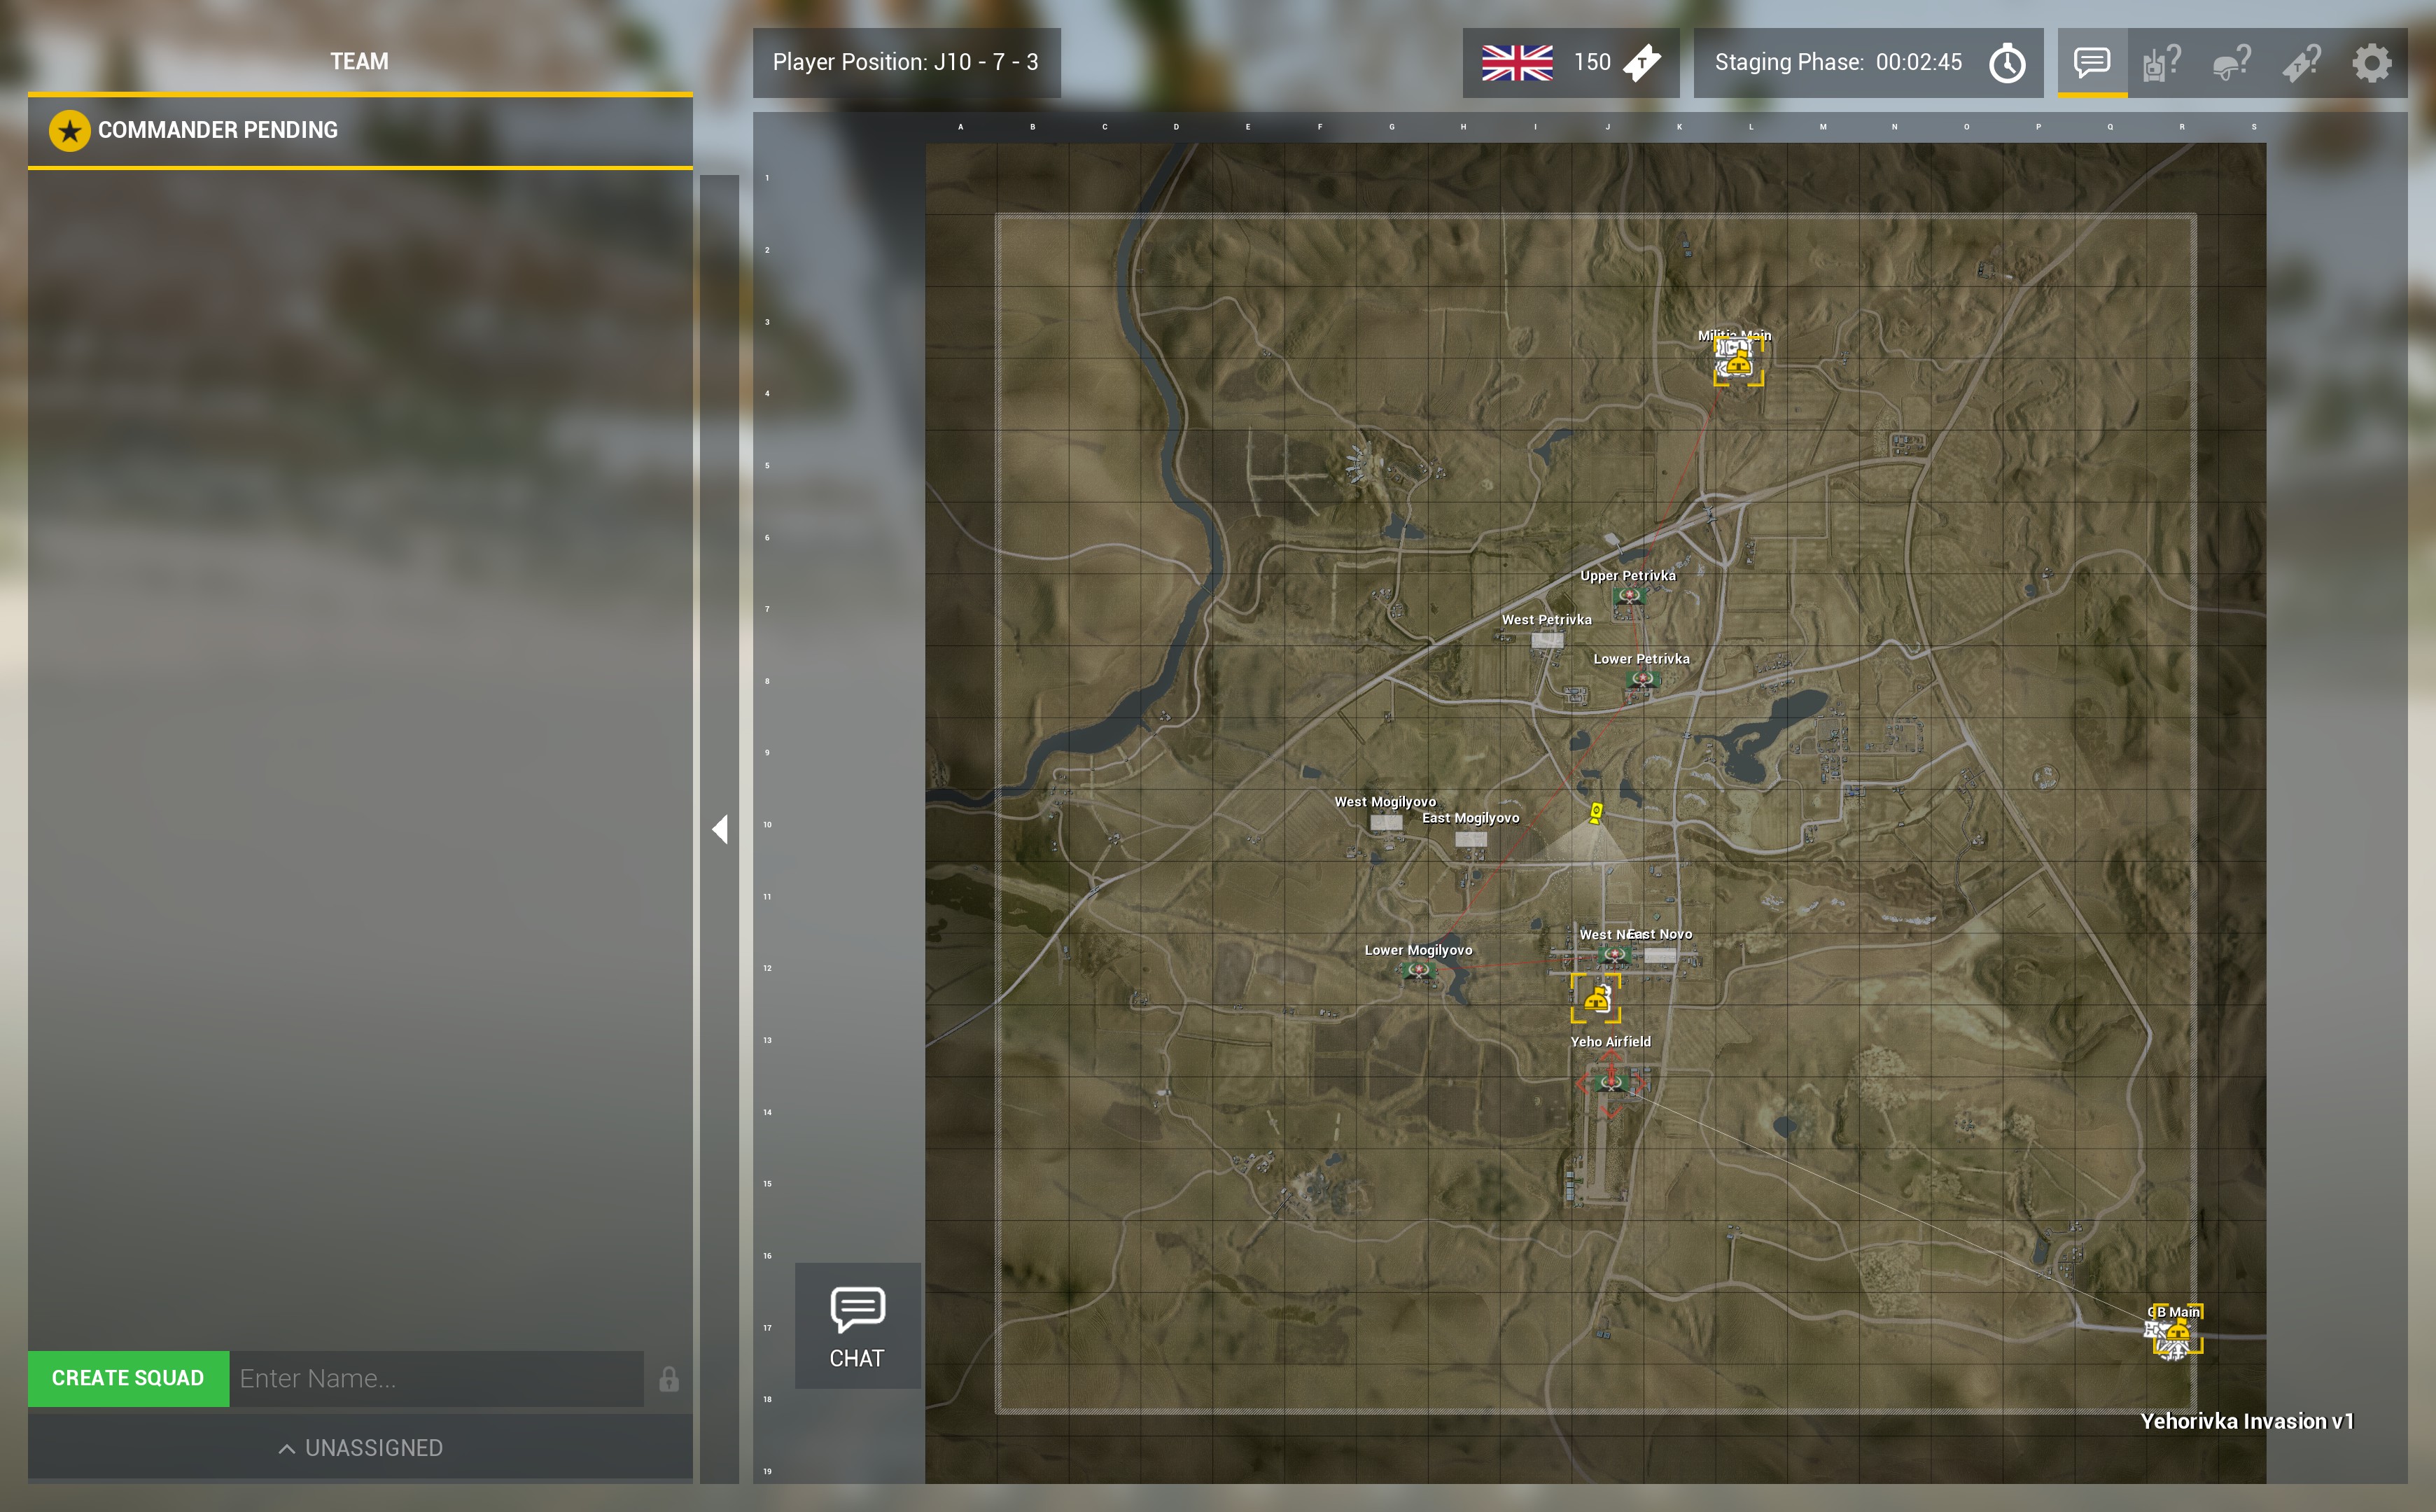 TEAM
COMMANDER PENDING
CREATE SQUAD
Enter Name...
UNASSIGNED
Player Position: J10 - 7 - 3
150
T
Staging Phase: 00:02:45
A B C D E F G H I J K L M N O P Q R S
1
2
3
4
5
6
7
8
9
10
11
12
13
14
15
16
17
18
19
Militia Main
Upper Petrivka
West Petrivka
Lower Petrivka
West Mogilyovo
East Mogilyovo
Lower Mogilyovo
West
East Novo
Yeho Airfield
GB Main
CHAT
Yehorivka Invasion v1